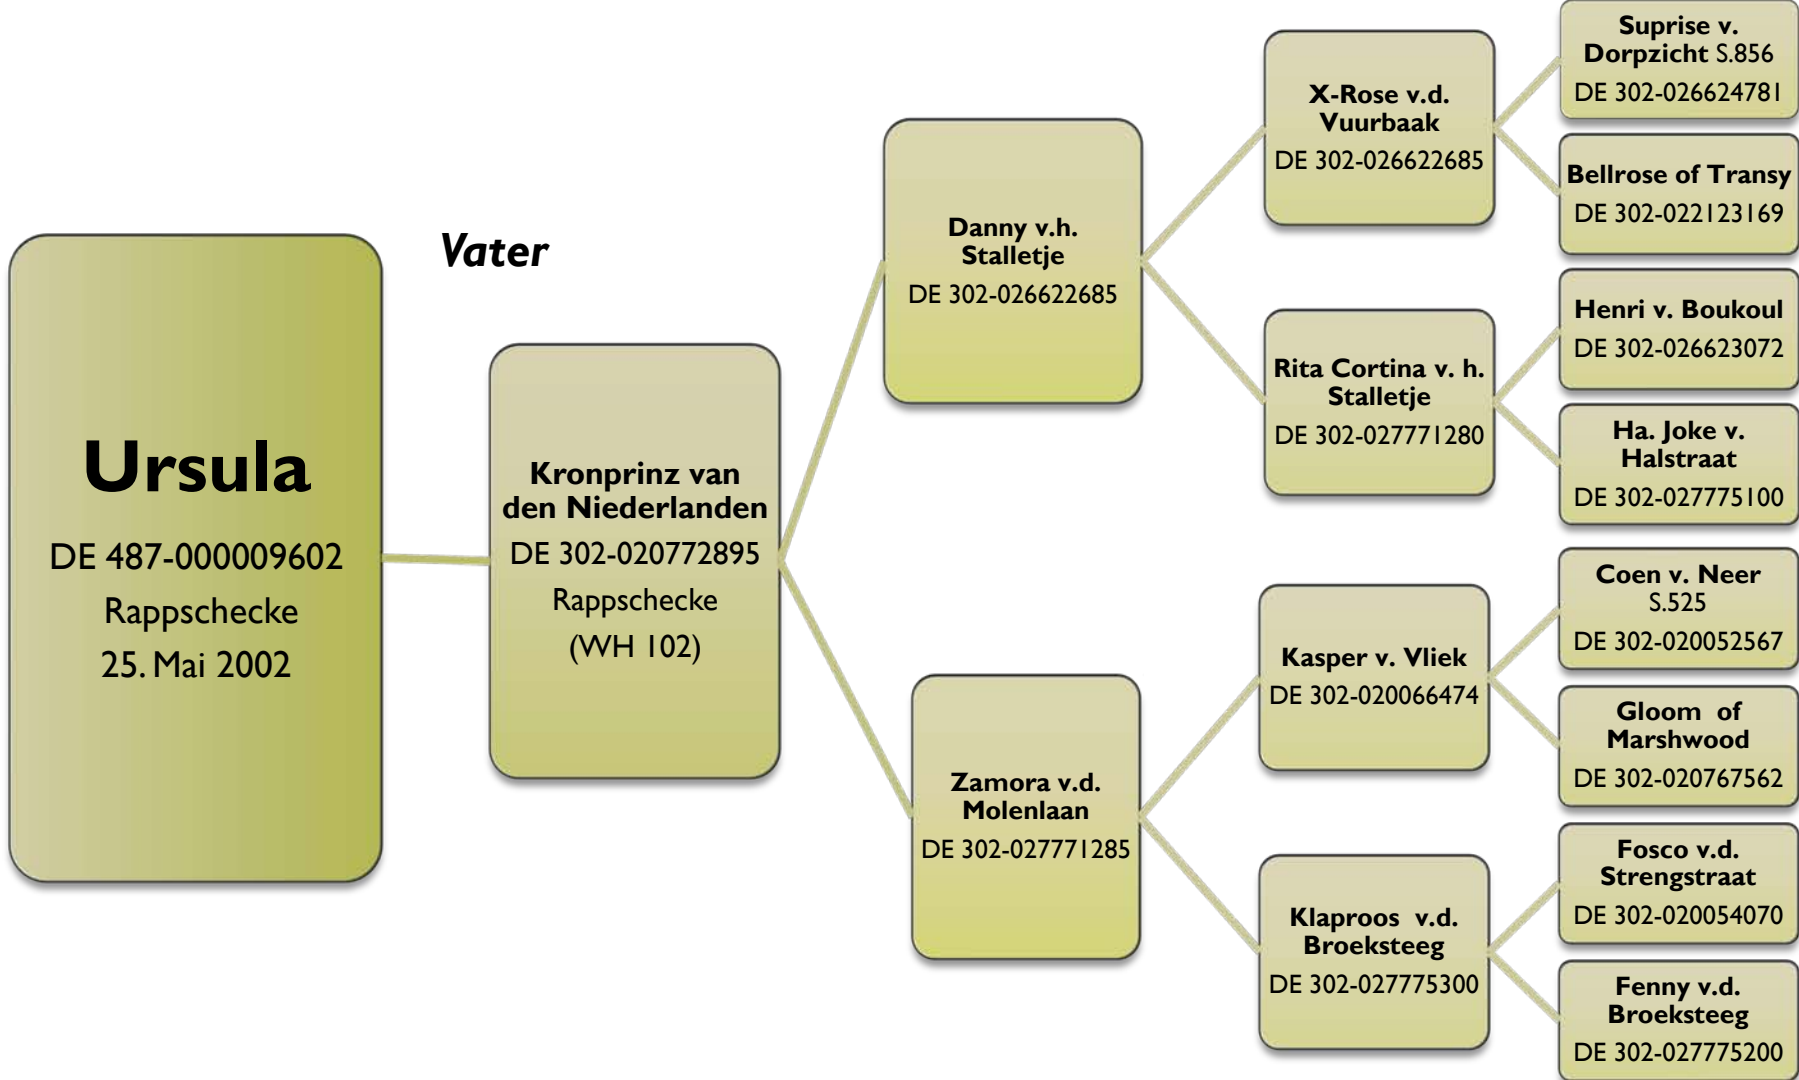 Ursula
DE 487-000009602
Rappschecke
25. Mai 2002
Vater
Kronprinz van
den Niederlanden
DE 302-020772895
Rappschecke
(WH 102)
Danny v.h.
Stalletje
DE 302-026622685
Zamora v.d.
Molenlaan
DE 302-027771285
X-Rose v.d.
Vuurbaak
DE 302-026622685
Rita Cortina v. h.
Stalletje
DE 302-027771280
Kasper v. Vliek
DE 302-020066474
Klaproos v.d.
Broeksteeg
DE 302-027775300
Suprise v.
Dorpzicht S.856
DE 302-026624781
Bellrose of Transy
DE 302-022123169
Henri v. Boukoul
DE 302-026623072
Ha. Joke v.
Halstraat
DE 302-027775100
Coen v. Neer
S.525
DE 302-020052567
Gloom of
Marshwood
DE 302-020767562
Fosco v.d.
Strengstraat
DE 302-020054070
Fenny v.d.
Broeksteeg
DE 302-027775200